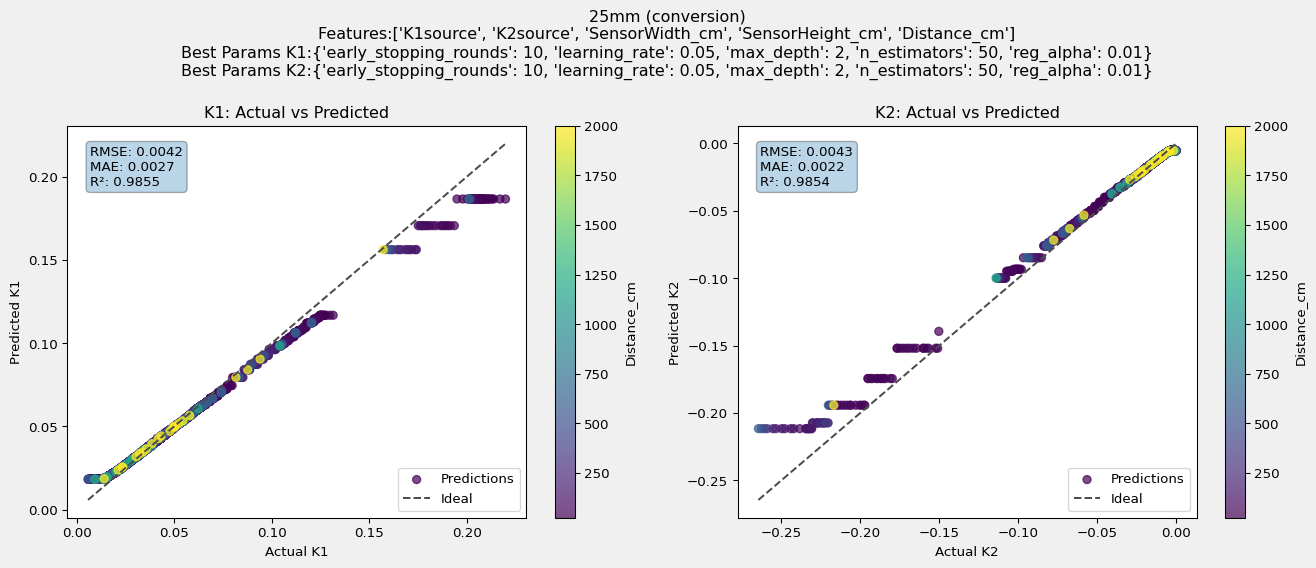 25mm (conversion)
Features:['K1source', 'K2source', 'SensorWidth_cm', 'SensorHeight_cm', 'Distance_cm']
Best Params K1:{'early_stopping_rounds': 10, 'learning_rate': 0.05, 'max_depth': 2, 'n_estimators': 50, 'reg_alpha': 0.01}
Best Params K2:{'early_stopping_rounds': 10, 'learning_rate': 0.05, 'max_depth': 2, 'n_estimators': 50, 'reg_alpha': 0.01}
K1: Actual vs Predicted
RMSE: 0.0042
MAE: 0.0027
R²: 0.9855
0.20
0.15
0.10
0.05
0.00
Predicted K1
0.00
0.05
0.10
0.15
0.20
Actual K1
Predictions
Ideal
2000
1750
1500
1250
1000
750
500
250
Distance_cm
K2: Actual vs Predicted
RMSE: 0.0043
MAE: 0.0022
R²: 0.9854
0.00
−0.05
−0.10
−0.15
−0.20
−0.25
Predicted K2
−0.25
−0.20
−0.15
−0.10
−0.05
0.00
Actual K2
Predictions
Ideal
2000
1750
1500
1250
1000
750
500
250
Distance_cm